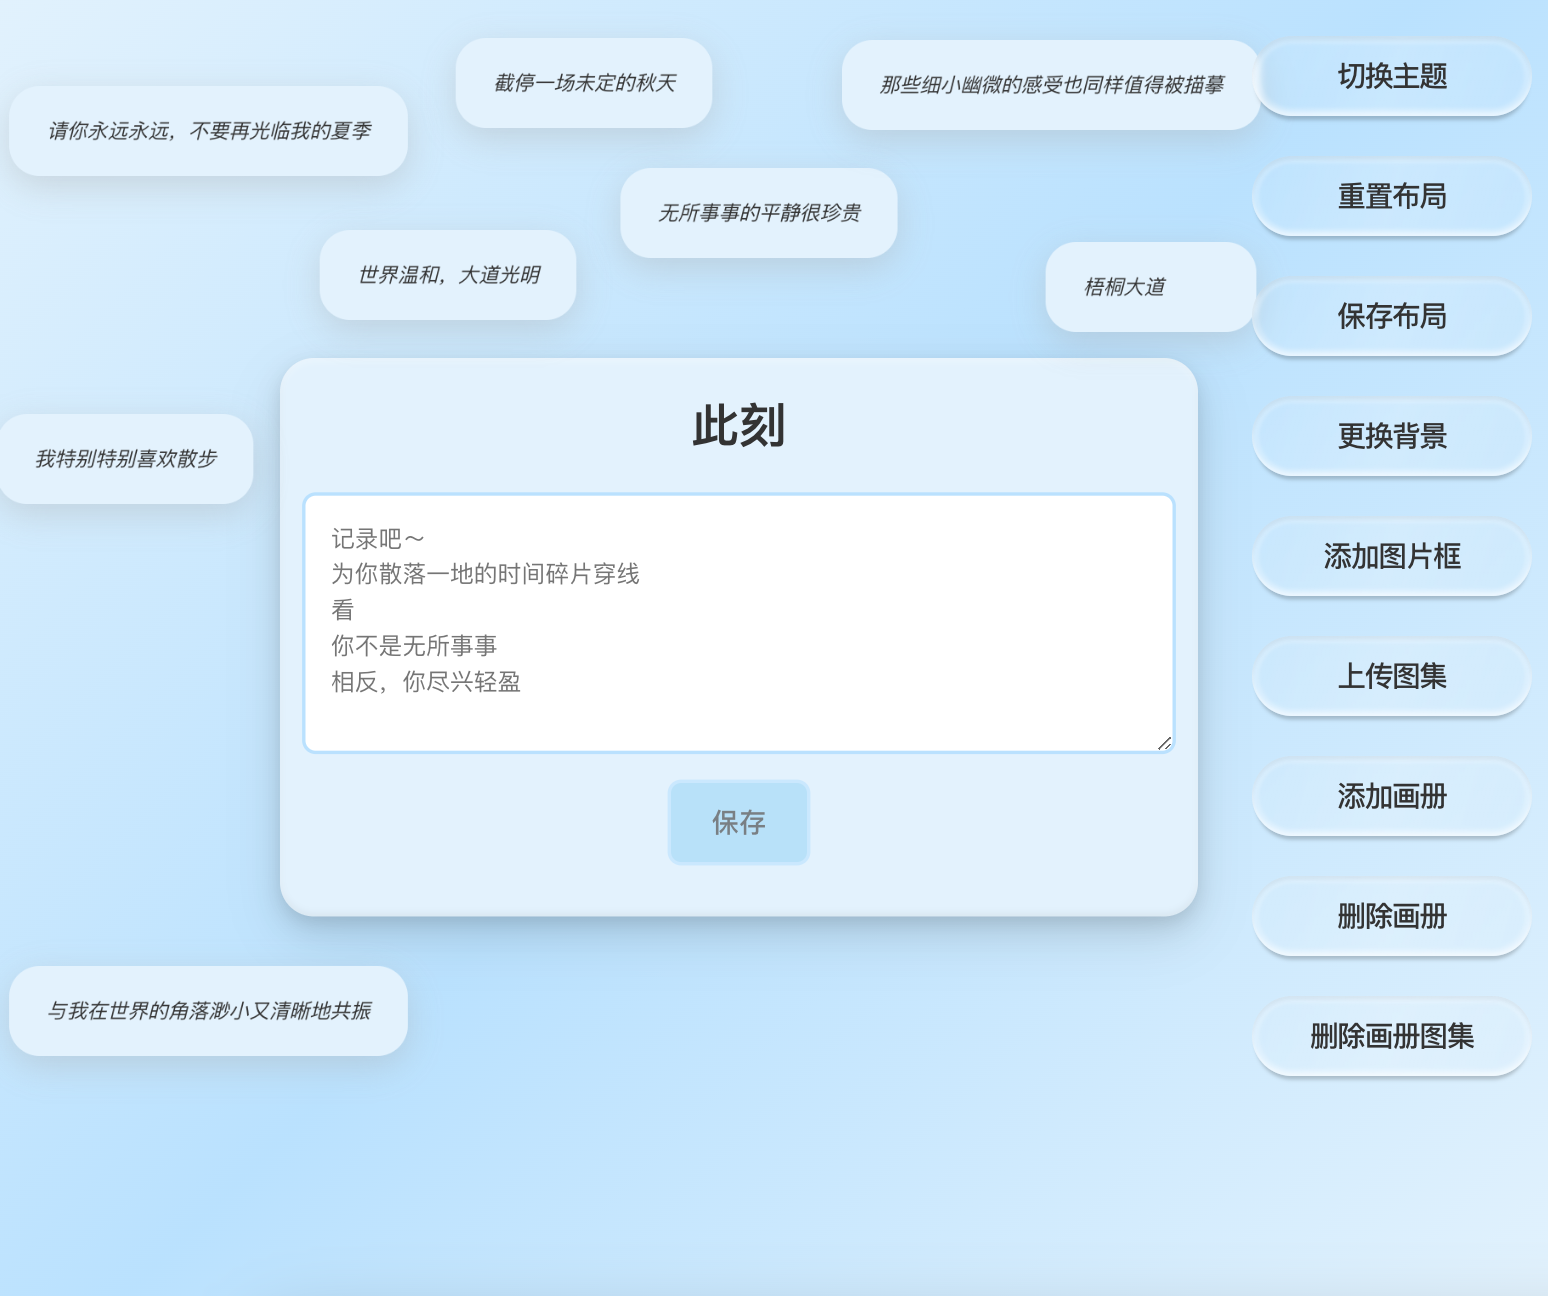 请你永远永远，不要再光临我的夏季
截停一场未定的秋天
那些细小幽微的感受也同样值得被描摹
无所事事的平静很珍贵
世界温和，大道光明
梧桐大道
我特别特别喜欢散步
此刻
记录吧～
为你散落一地的时间碎片穿线
看
你不是无所事事
相反，你尽兴轻盈
保存
与我在世界的角落渺小又清晰地共振
切换主题
重置布局
保存布局
更换背景
添加图片框
上传图集
添加画册
删除画册
删除画册图集